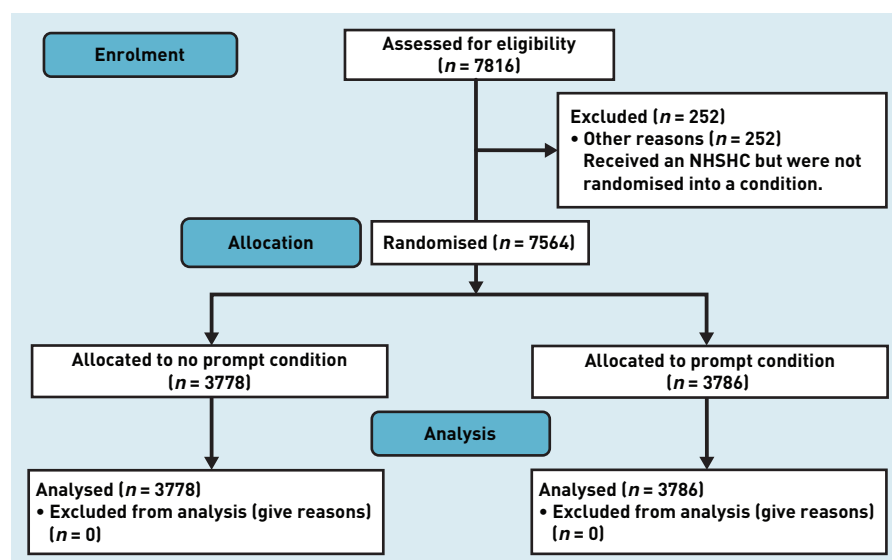 Enrolment
Assessed for eligibility
(n = 7816)
Excluded (n = 252)
• Other reasons (n = 252)
Received an NHSHC but were not
randomised into a condition.
Allocation
Randomised (n = 7564)
Allocated to no prompt condition
(n = 3778)
Allocated to prompt condition
(n = 3786)
Analysis
Analysed (n = 3778)
• Excluded from analysis (give reasons)
(n = 0)
Analysed (n = 3786)
• Excluded from analysis (give reasons)
(n = 0)